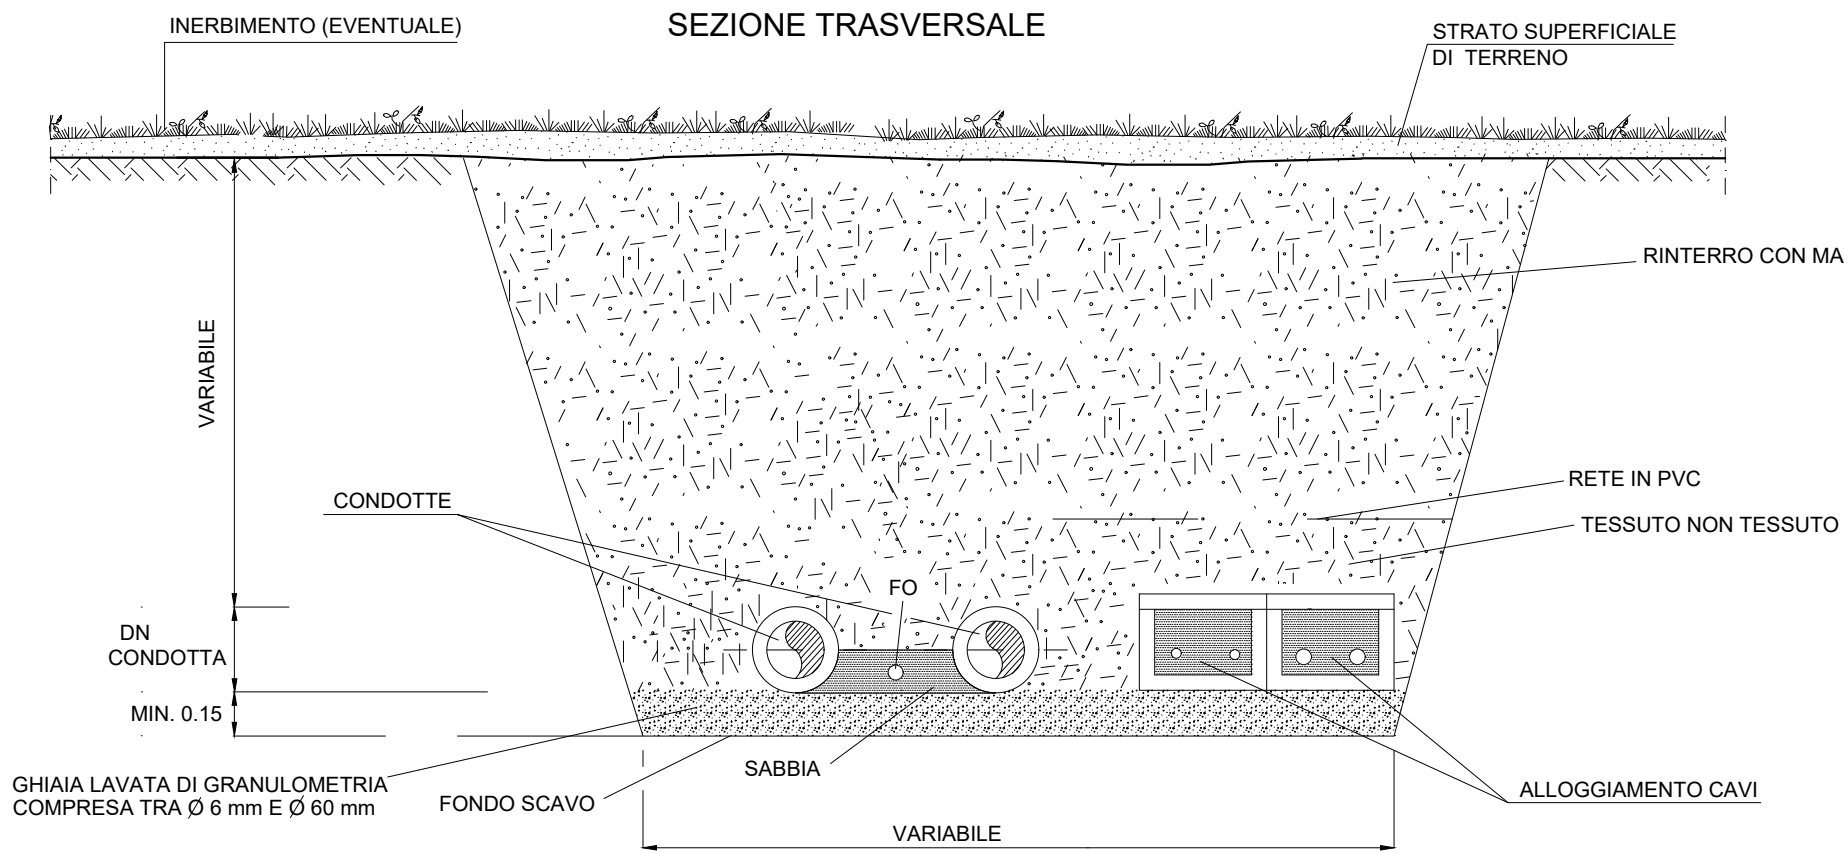 SEZIONE TRASVERSALE
INERBIMENTO (EVENTUALE)
STRATO SUPERFICIALE
DI TERRENO
RINTERRO CON MA
VARIABILE
RETE IN PVC
CONDOTTE
TESSUTO NON TESSUTO
FO
DN
CONDOTTA
MIN. 0.15
SABBIA
GHIAIA LAVATA DI GRANULOMETRIA
COMPRESA TRA Ø 6 mm E Ø 60 mm
FONDO SCAVO
ALLOGGIAMENTO CAVI
VARIABILE